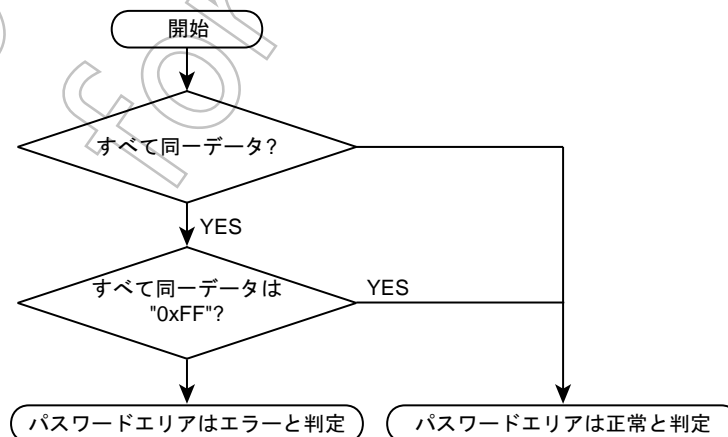 開始
すべて同一データ?
YES
すべて同一データは
"0xFF"?
YES
パスワードエリアはエラーと判定
パスワードエリアは正常と判定
for